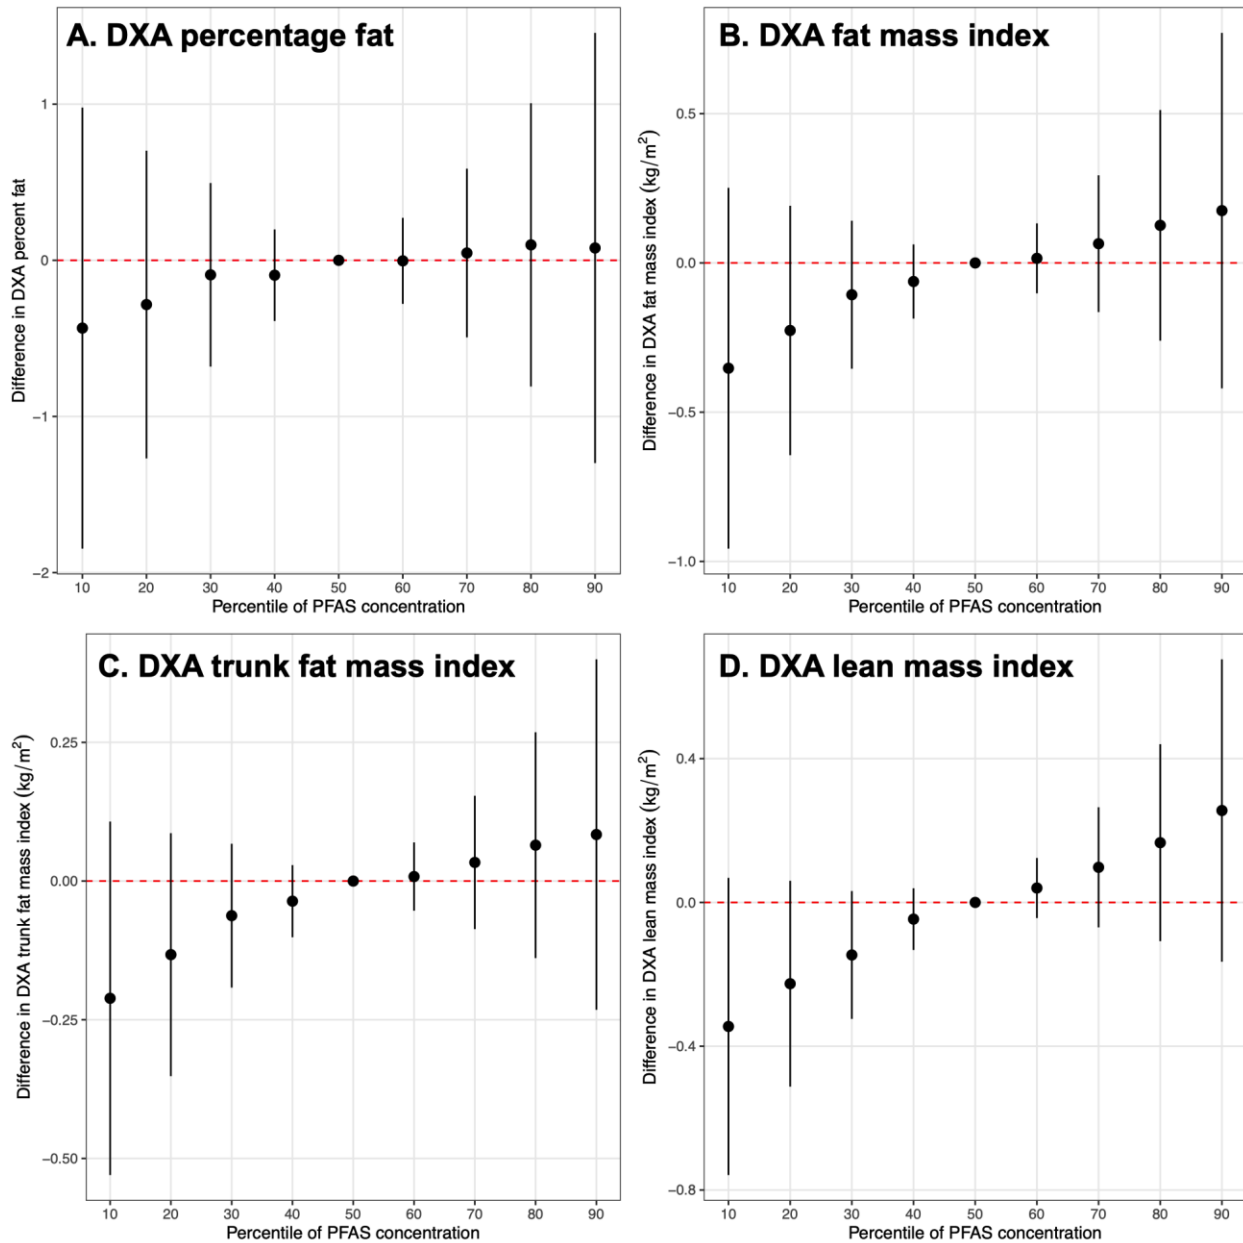 A. DXA percentage fat
Difference in DXA percent fat
1
0
−1
−2
10 20 30 40 50 60 70 80 90
Percentile of PFAS concentration
B. DXA fat mass index
Difference in DXA fat mass index (kg/m²)
0.5
0.0
−0.5
−1.0
10 20 30 40 50 60 70 80 90
Percentile of PFAS concentration
C. DXA trunk fat mass index
Difference in DXA trunk fat mass index (kg/m²)
0.25
0.00
−0.25
−0.50
10 20 30 40 50 60 70 80 90
Percentile of PFAS concentration
D. DXA lean mass index
Difference in DXA lean mass index (kg/m²)
0.4
0.0
−0.4
−0.8
10 20 30 40 50 60 70 80 90
Percentile of PFAS concentration